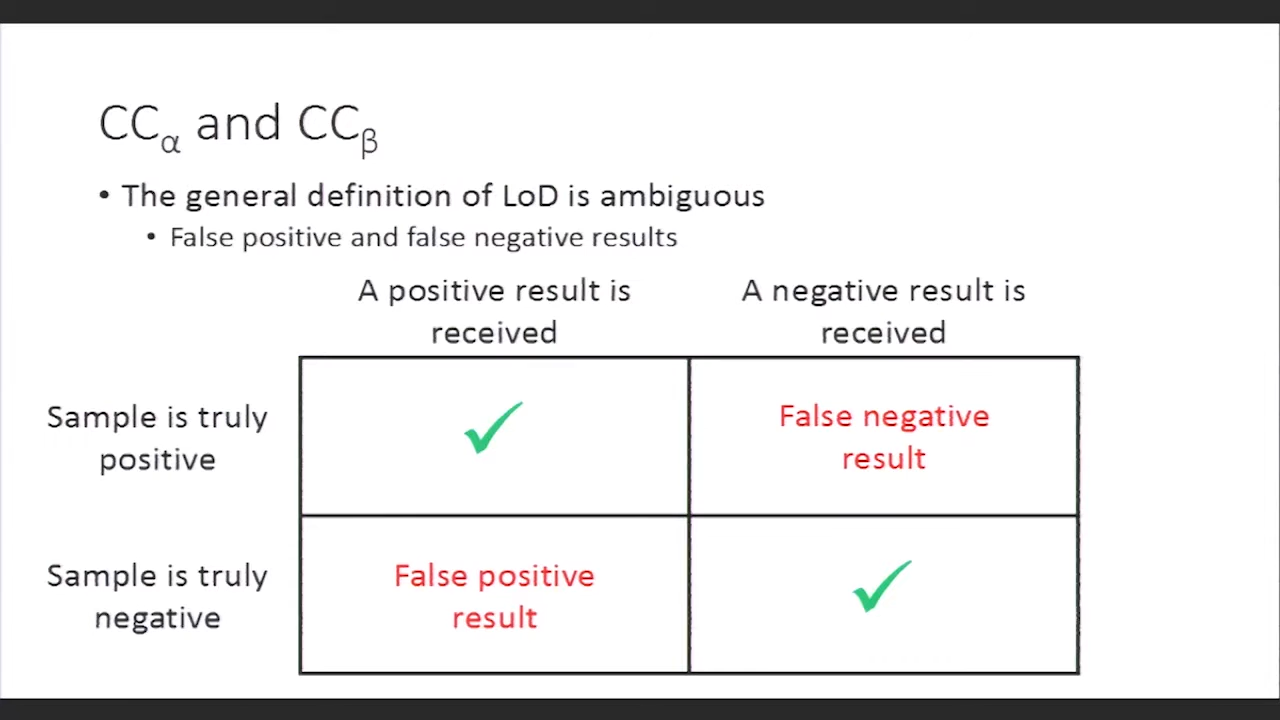 CCα and CCβ
• The general definition of LoD is ambiguous
• False positive and false negative results
A positive result is
received
A negative result is
received
Sample is truly
positive
False negative
result
Sample is truly
negative
False positive
result